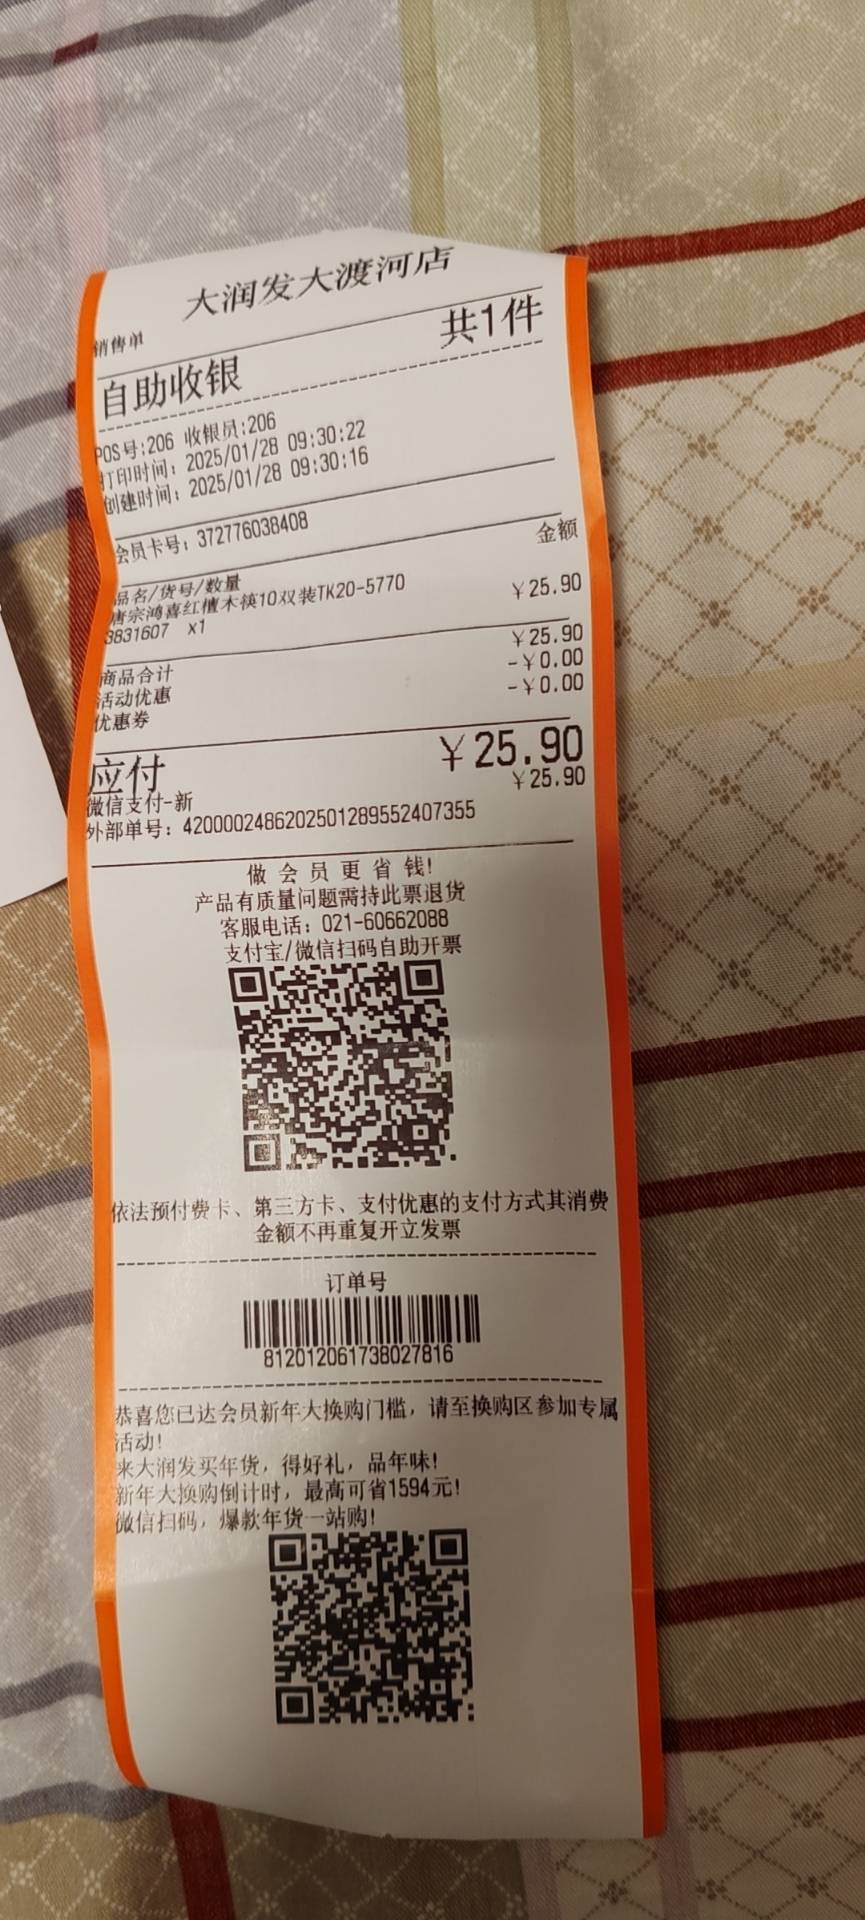 大润发大渡河店
销售单
共1件
自助收银
POS号:206 收银员:206
打印时间: 2025/01/28 09:30:22
创建时间: 2025/01/28 09:30:16
会员卡号: 372776038408
金额
品名/货号/数量
唐宗鸿喜红檀木筷10双装TK20-5770
¥25.90
3831607 x1
商品合计 ¥25.90
活动优惠 -¥0.00
优惠券 -¥0.00
应付 ¥25.90
微信支付-新 ¥25.90
外部单号: 4200002486202501289552407355
做会员更省钱!
产品有质量问题需持此票退货
客服电话: 021-60662088
支付宝/微信扫码自助开票
依法预付费卡、第三方卡、支付优惠的支付方式其消费
金额不再重复开立发票
订单号
812012061738027816
恭喜您已达会员新年大换购门槛, 请至换购区参加专属
活动!
来大润发买年货, 得好礼, 品年味!
新年大换购倒计时, 最高可省1594元!
微信扫码, 爆款年货一站购!